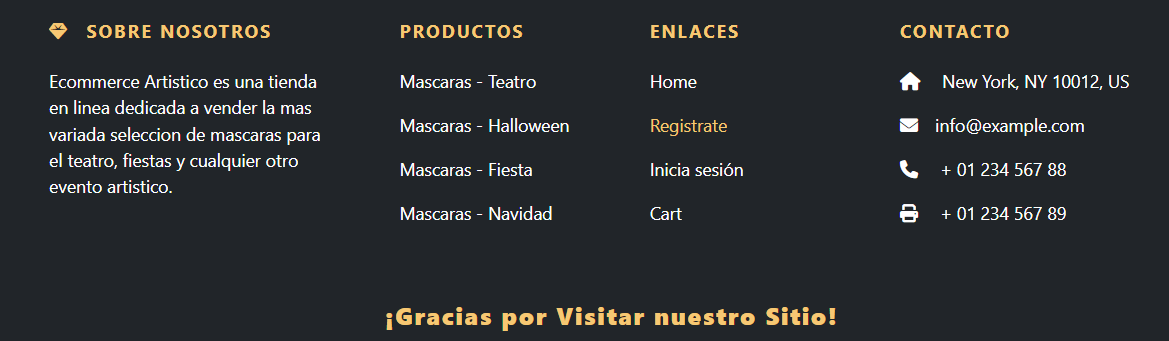 SOBRE NOSOTROS
Ecommerce Artistico es una tienda
en linea dedicada a vender la mas
variada seleccion de mascaras para
el teatro, fiestas y cualquier otro
evento artistico.
PRODUCTOS
Mascaras - Teatro
Mascaras - Halloween
Mascaras - Fiesta
Mascaras - Navidad
ENLACES
Home
Registrate
Inicia sesión
Cart
CONTACTO
New York, NY 10012, US
info@example.com
+ 01 234 567 88
+ 01 234 567 89
¡Gracias por Visitar nuestro Sitio!